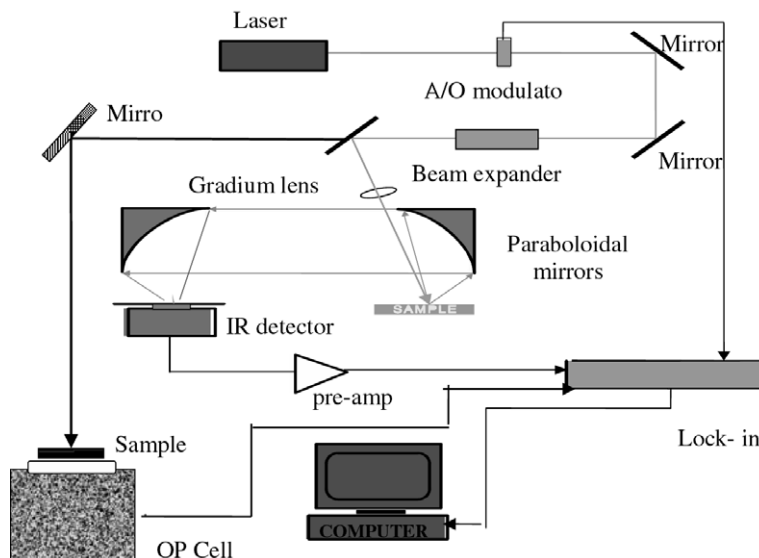 Laser
Mirror
A/O modulato
Mirro
Mirror
Beam expander
Gradium lens
Paraboloidal
mirrors
SAMPLE
IR detector
pre-amp
Lock- in
Sample
COMPUTER
OP Cell